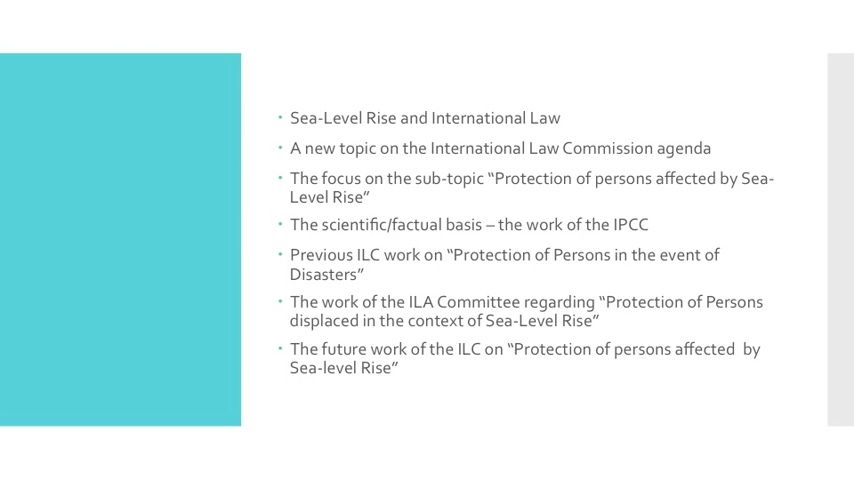 • Sea-Level Rise and International Law
• A new topic on the International Law Commission agenda
• The focus on the sub-topic “Protection of persons affected by Sea-
Level Rise”
• The scientific/factual basis – the work of the IPCC
• Previous ILC work on “Protection of Persons in the event of
Disasters”
• The work of the ILA Committee regarding “Protection of Persons
displaced in the context of Sea-Level Rise”
• The future work of the ILC on “Protection of persons affected  by
Sea-level Rise”